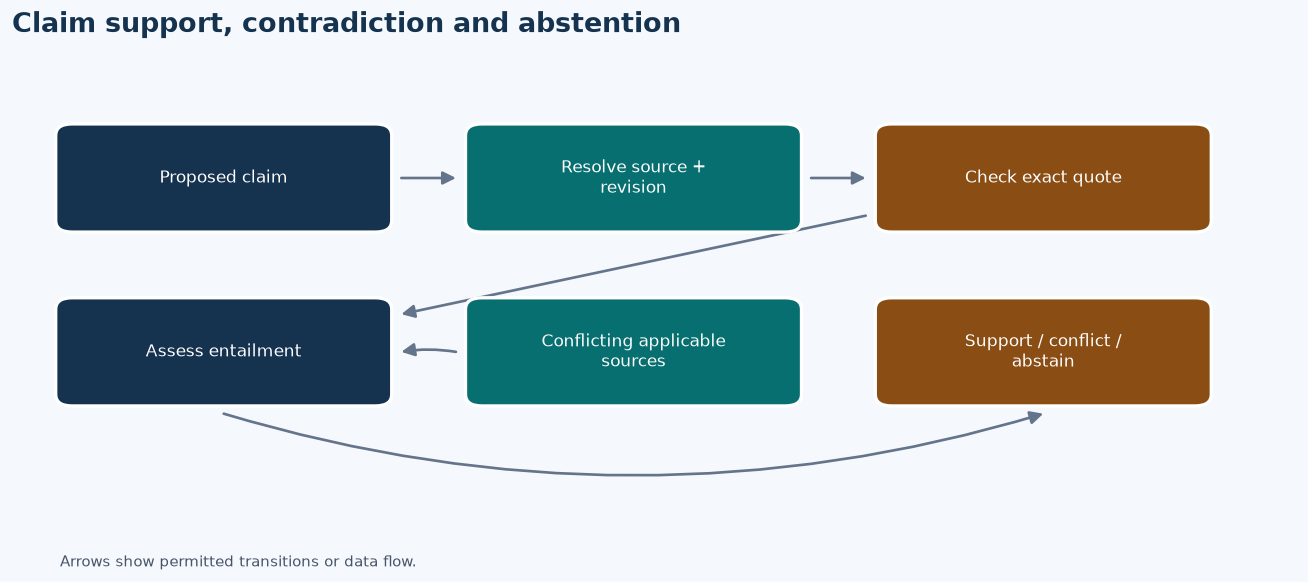 Claim support, contradiction and abstention
Proposed claim
Resolve source +
revision
Check exact quote
Assess entailment
Conflicting applicable
sources
Support / conflict /
abstain
Arrows show permitted transitions or data flow.